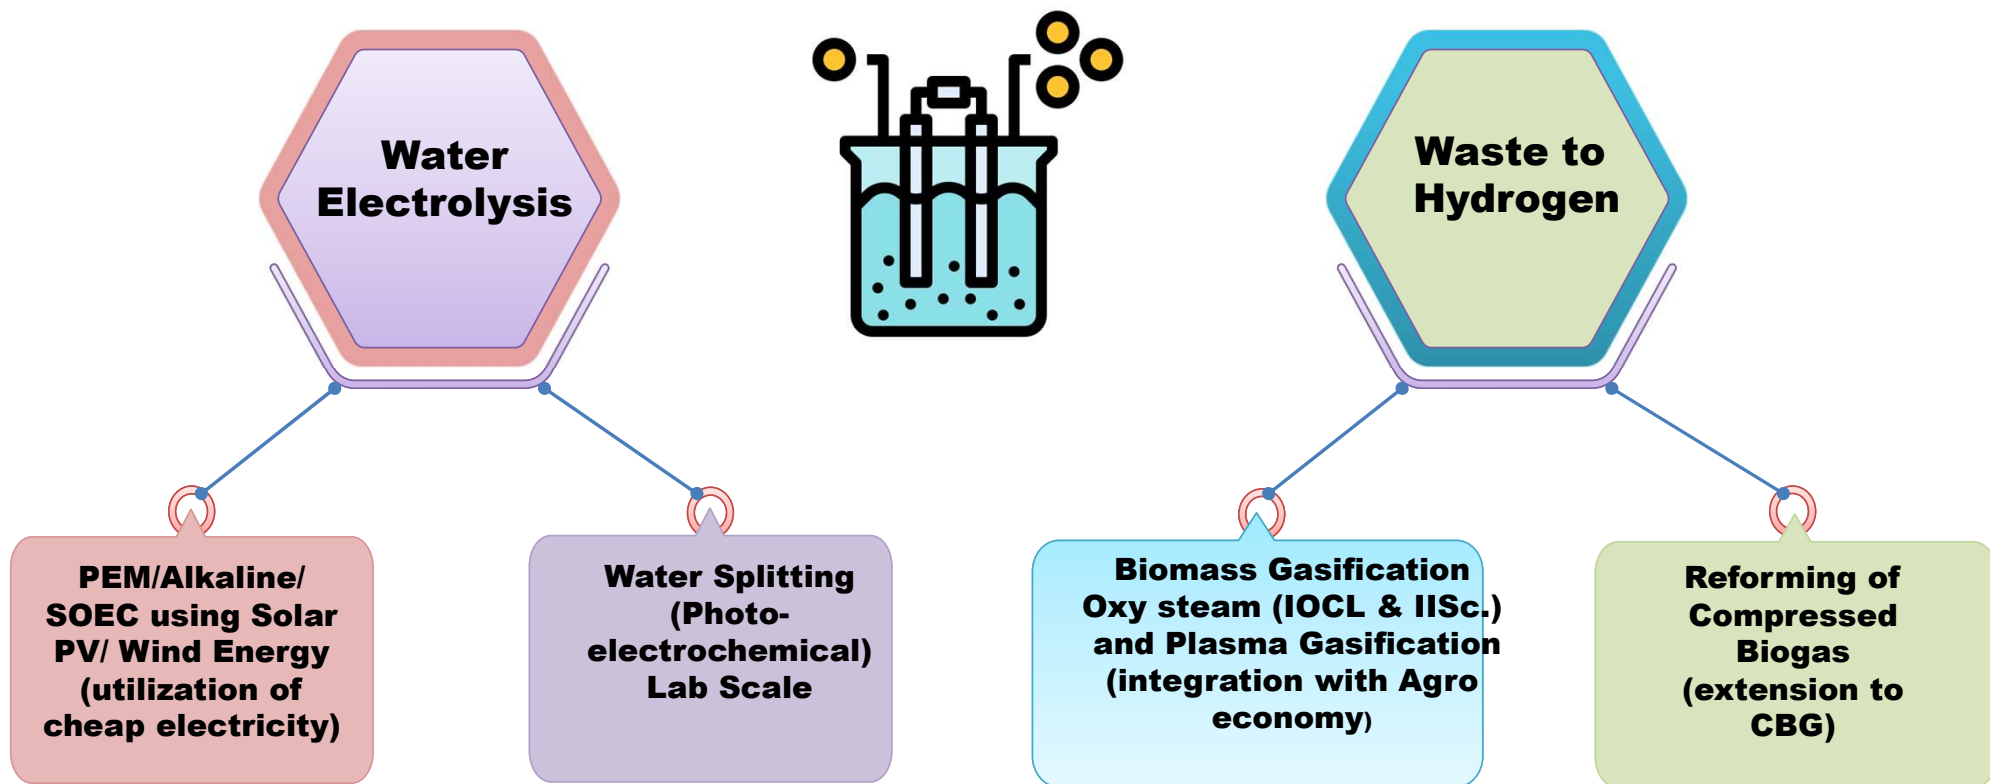 Water
Electrolysis
Waste to
Hydrogen
PEM/Alkaline/
SOEC using Solar
PV/ Wind Energy
(utilization of
cheap electricity)
Water Splitting
(Photo-
electrochemical)
Lab Scale
Biomass Gasification
Oxy steam (IOCL & IISc.)
and Plasma Gasification
(integration with Agro
economy)
Reforming of
Compressed
Biogas
(extension to
CBG)